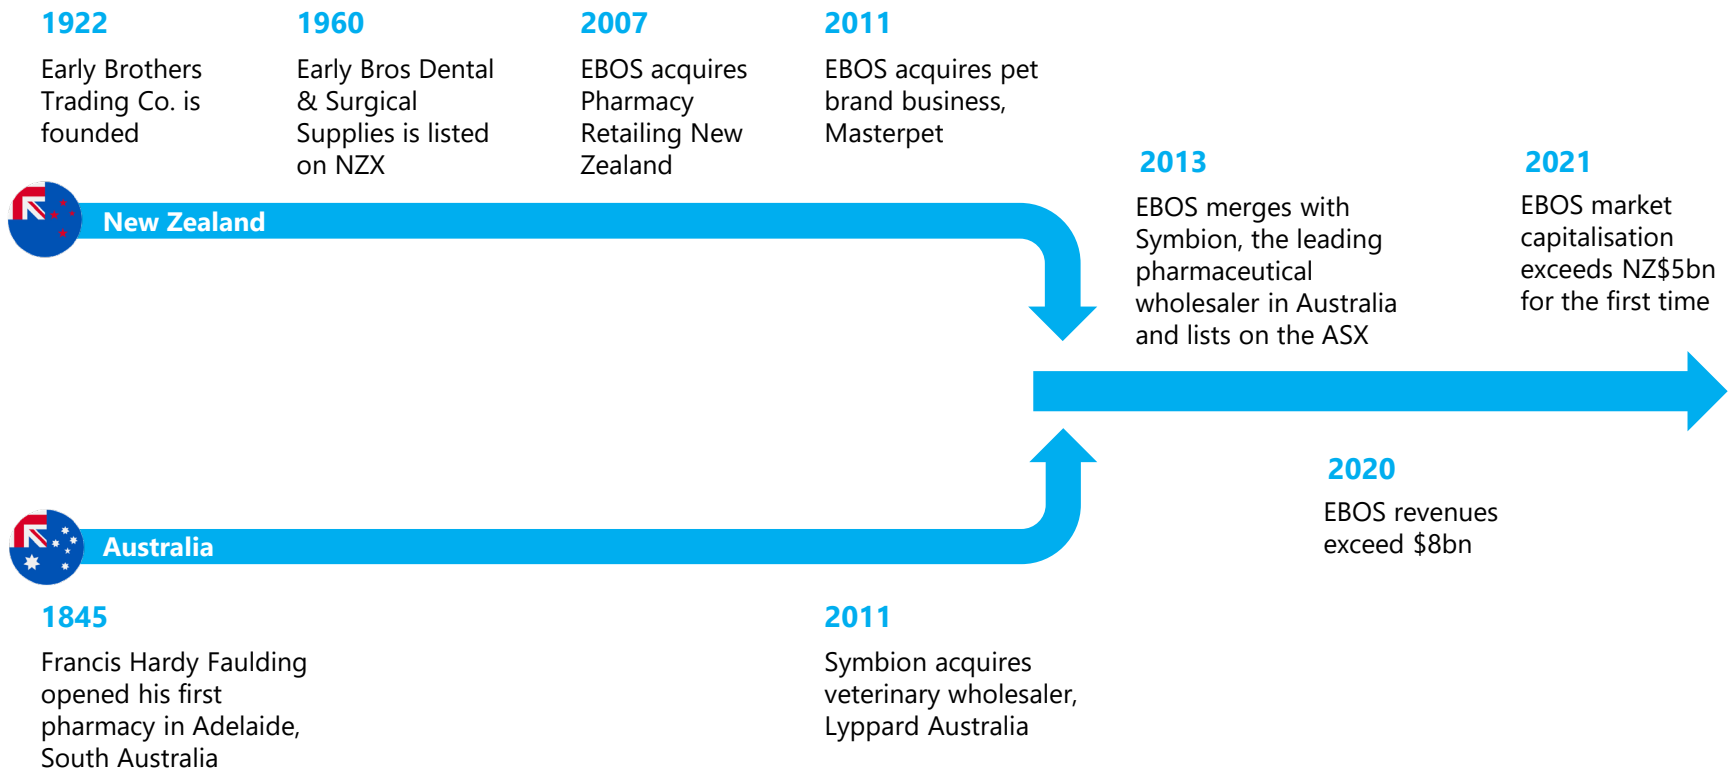 1922
Early Brothers
Trading Co. is
founded
1960
Early Bros Dental
& Surgical
Supplies is listed
on NZX
2007
EBOS acquires
Pharmacy
Retailing New
Zealand
2011
EBOS acquires pet
brand business,
Masterpet
New Zealand
2013
EBOS merges with
Symbion, the leading
pharmaceutical
wholesaler in Australia
and lists on the ASX
2021
EBOS market
capitalisation
exceeds NZ$5bn
for the first time
2020
EBOS revenues
exceed $8bn
Australia
1845
Francis Hardy Faulding
opened his first
pharmacy in Adelaide,
South Australia
2011
Symbion acquires
veterinary wholesaler,
Lyppard Australia